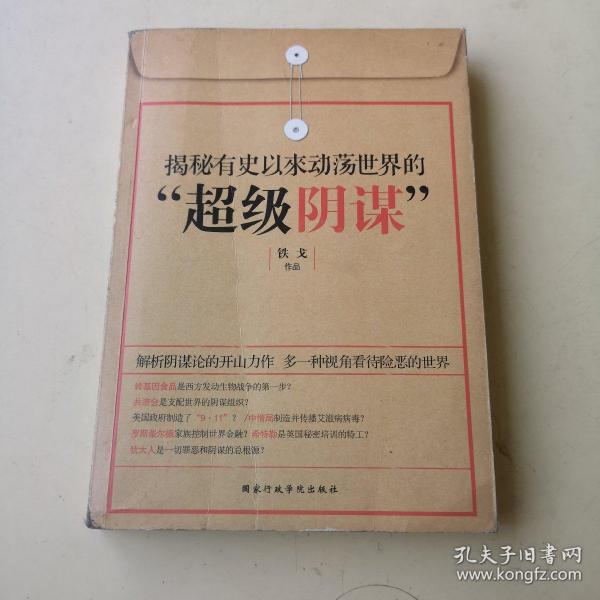 揭秘有史以来动荡世界的
“超级阴谋”
铁戈
作品
解析阴谋论的开山力作 多一种视角看待险恶的世界
转基因食品是西方发动生物战争的第一步？
共济会是支配世界的阴谋组织？
美国政府制造了“9·11”？/中情局制造并传播艾滋病病毒？
罗斯柴尔德家族控制世界金融？希特勒是英国秘密培训的特工？
犹太人是一切罪恶和阴谋的总根源？
国家行政学院出版社
孔夫子旧书网
www.kongfz.com